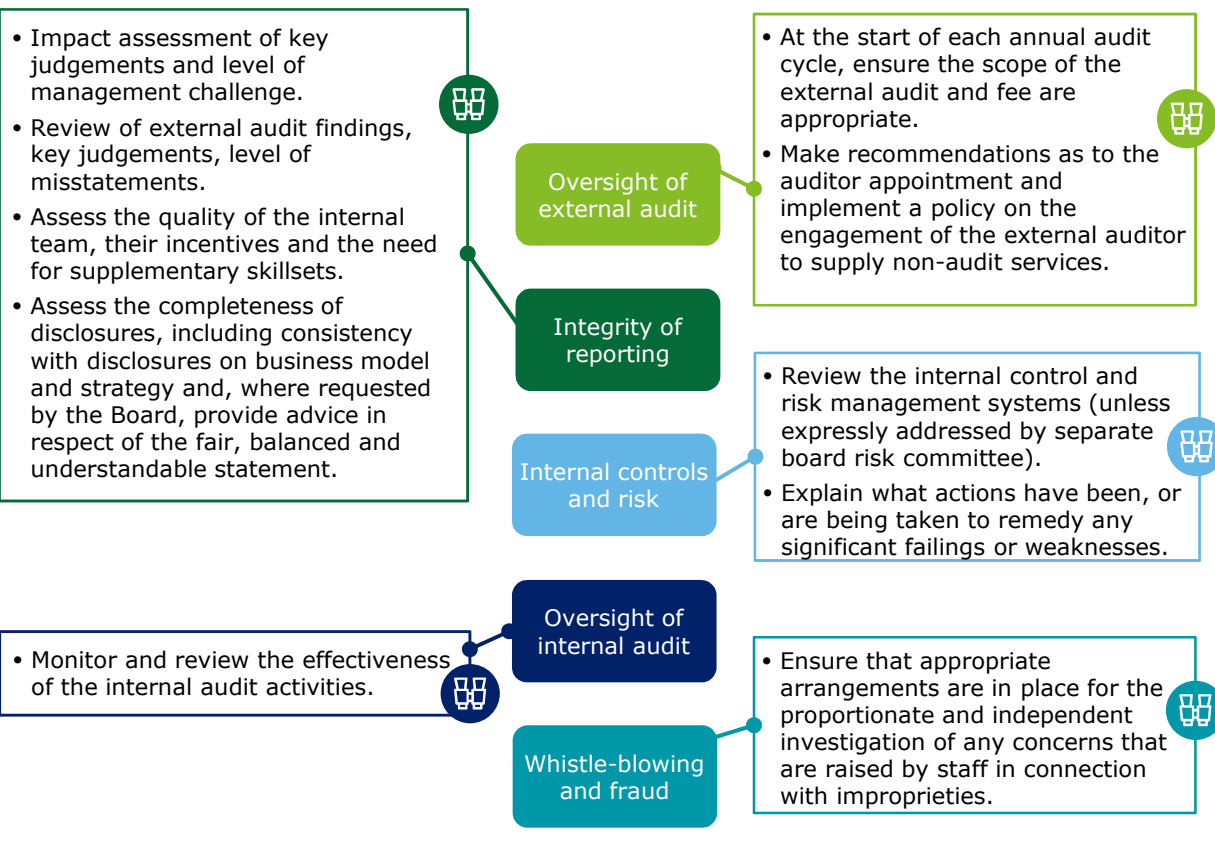 • Impact assessment of key
judgements and level of
management challenge.
• Review of external audit findings,
key judgements, level of
misstatements.
• Assess the quality of the internal
team, their incentives and the need
for supplementary skillsets.
• Assess the completeness of
disclosures, including consistency
with disclosures on business model
and strategy and, where requested
by the Board, provide advice in
respect of the fair, balanced and
understandable statement.
Oversight of
external audit
• At the start of each annual audit
cycle, ensure the scope of the
external audit and fee are
appropriate.
• Make recommendations as to the
auditor appointment and
implement a policy on the
engagement of the external auditor
to supply non-audit services.
Integrity of
reporting
Internal controls
and risk
• Review the internal control and
risk management systems (unless
expressly addressed by separate
board risk committee).
• Explain what actions have been, or
are being taken to remedy any
significant failings or weaknesses.
Oversight of
internal audit
• Monitor and review the effectiveness
of the internal audit activities.
Whistle-blowing
and fraud
• Ensure that appropriate
arrangements are in place for the
proportionate and independent
investigation of any concerns that
are raised by staff in connection
with improprieties.